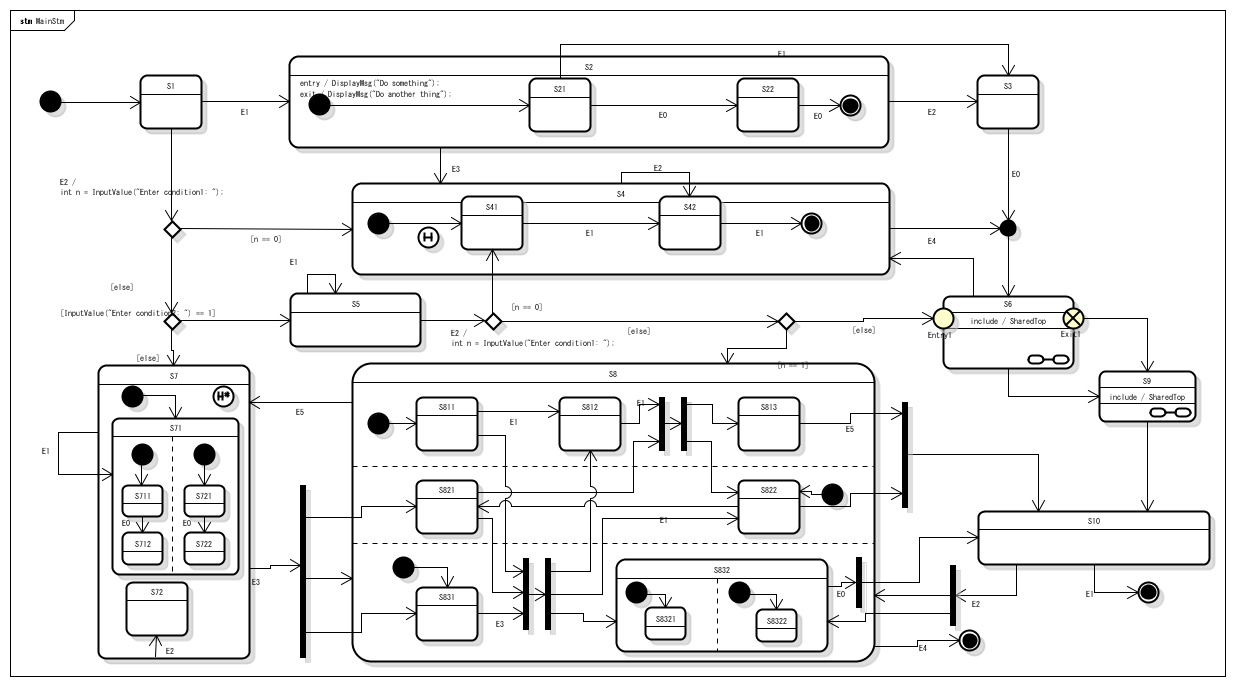 stm MainStm
E1
S1
S2
S3
entry / DisplayMsg(~Do something~);
exit / DisplayMsg(~Do another thing~);
S21
S22
E1
E0
E0
E2
E3
E2
E0
E2 /
int n = InputValue(~Enter condition1: ~);
S4
S41
S42
H
E1
E1
E4
[n == 0]
E1
[else]
S5
[n == 0]
S6
[InputValue(~Enter condition2: ~) == 1]
include / SharedTop
E2 /
int n = InputValue(~Enter condition1: ~);
[else]
[else]
Entry1
Exit1
[else]
[n == 1]
S7
S8
S9
H*
include / SharedTop
E5
S811
S812
E1
S813
E1
E5
S71
E1
S711
S721
S821
S822
E0
E0
E1
S10
S712
S722
S832
E3
S72
S831
E0
E1
E2
S8321
S8322
E3
E2
E4